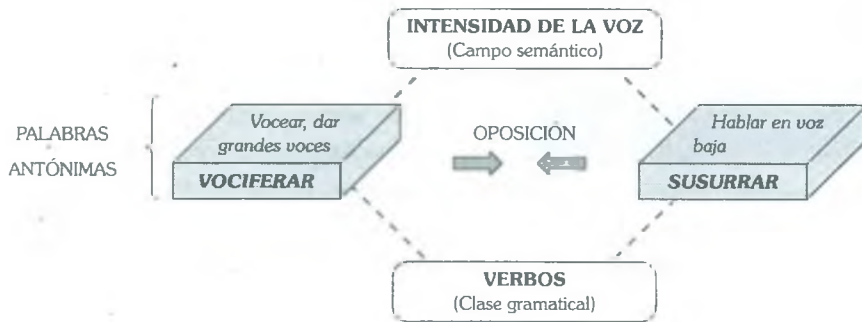 INTENSIDAD DE LA VOZ
(Campo semántico)
PALABRAS
ANTÓNIMAS
Vocear, dar
grandes voces
VOCIFERAR
OPOSICIÓN
Hablar en voz
baja
SUSURRAR
VERBOS
(Clase gramatical)